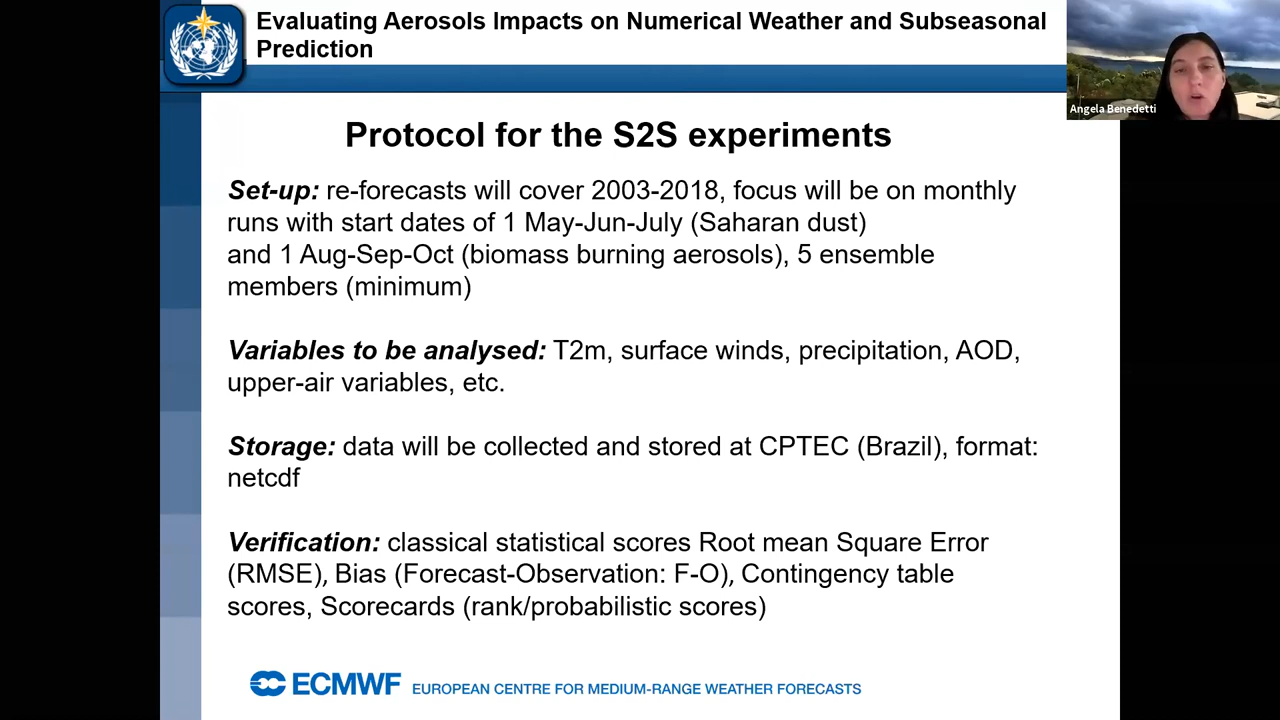 Evaluating Aerosols Impacts on Numerical Weather and Subseasonal
Prediction
Angela Benedetti
Protocol for the S2S experiments
Set-up: re-forecasts will cover 2003-2018, focus will be on monthly
runs with start dates of 1 May-Jun-July (Saharan dust)
and 1 Aug-Sep-Oct (biomass burning aerosols), 5 ensemble
members (minimum)
Variables to be analysed: T2m, surface winds, precipitation, AOD,
upper-air variables, etc.
Storage: data will be collected and stored at CPTEC (Brazil), format:
netcdf
Verification: classical statistical scores Root mean Square Error
(RMSE), Bias (Forecast-Observation: F-O), Contingency table
scores, Scorecards (rank/probabilistic scores)
ECMWF EUROPEAN CENTRE FOR MEDIUM-RANGE WEATHER FORECASTS